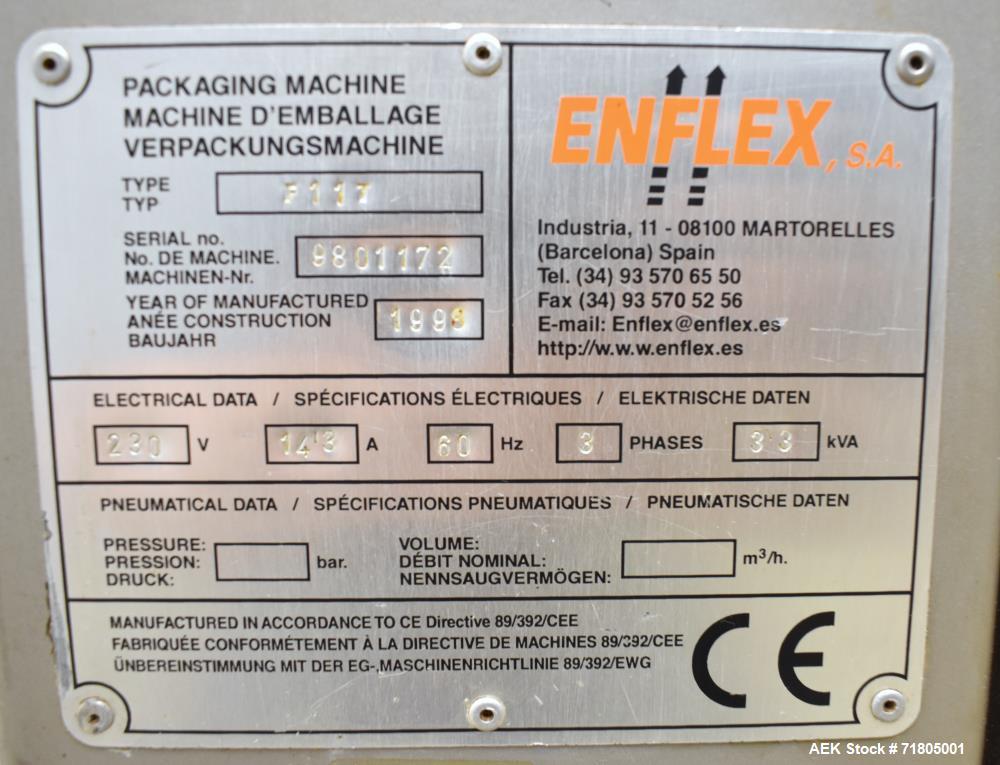 PACKAGING MACHINE
MACHINE D'EMBALLAGE
VERPACKUNGSMACHINE
TYPE
TYP
F117
SERIAL no.
No. DE MACHINE.
MACHINEN-Nr.
9801172
YEAR OF MANUFACTURED
ANÉE CONSTRUCTION
BAUJAHR
1998
ENFLEX, S.A.
Industria, 11 - 08100 MARTORELLES
(Barcelona) Spain
Tel. (34) 93 570 65 50
Fax (34) 93 570 52 56
E-mail: Enflex@enflex.es
http://w.w.w.enflex.es
ELECTRICAL DATA / SPÉCIFICATIONS ÉLECTRIQUES / ELEKTRISCHE DATEN
230 V 14'3 A 60 Hz 3 PHASES 3'3 kVA
PNEUMATICAL DATA / SPÉCIFICATIONS PNEUMATIQUES / PNEUMATISCHE DATEN
PRESSURE:
PRESSION:
DRUCK:
bar.
VOLUME:
DÉBIT NOMINAL:
NENNSAUGVERMÖGEN:
m³/h.
MANUFACTURED IN ACCORDANCE TO CE Directive 89/392/CEE
FABRIQUÉE CONFORMÉTEMENT À LA DIRECTIVE DE MACHINES 89/392/CEE
ÜNBEREINSTIMMUNG MIT DER EG-.MASCHINENRICHTLINIE 89/392/EWG
CE
AEK Stock # 71805001